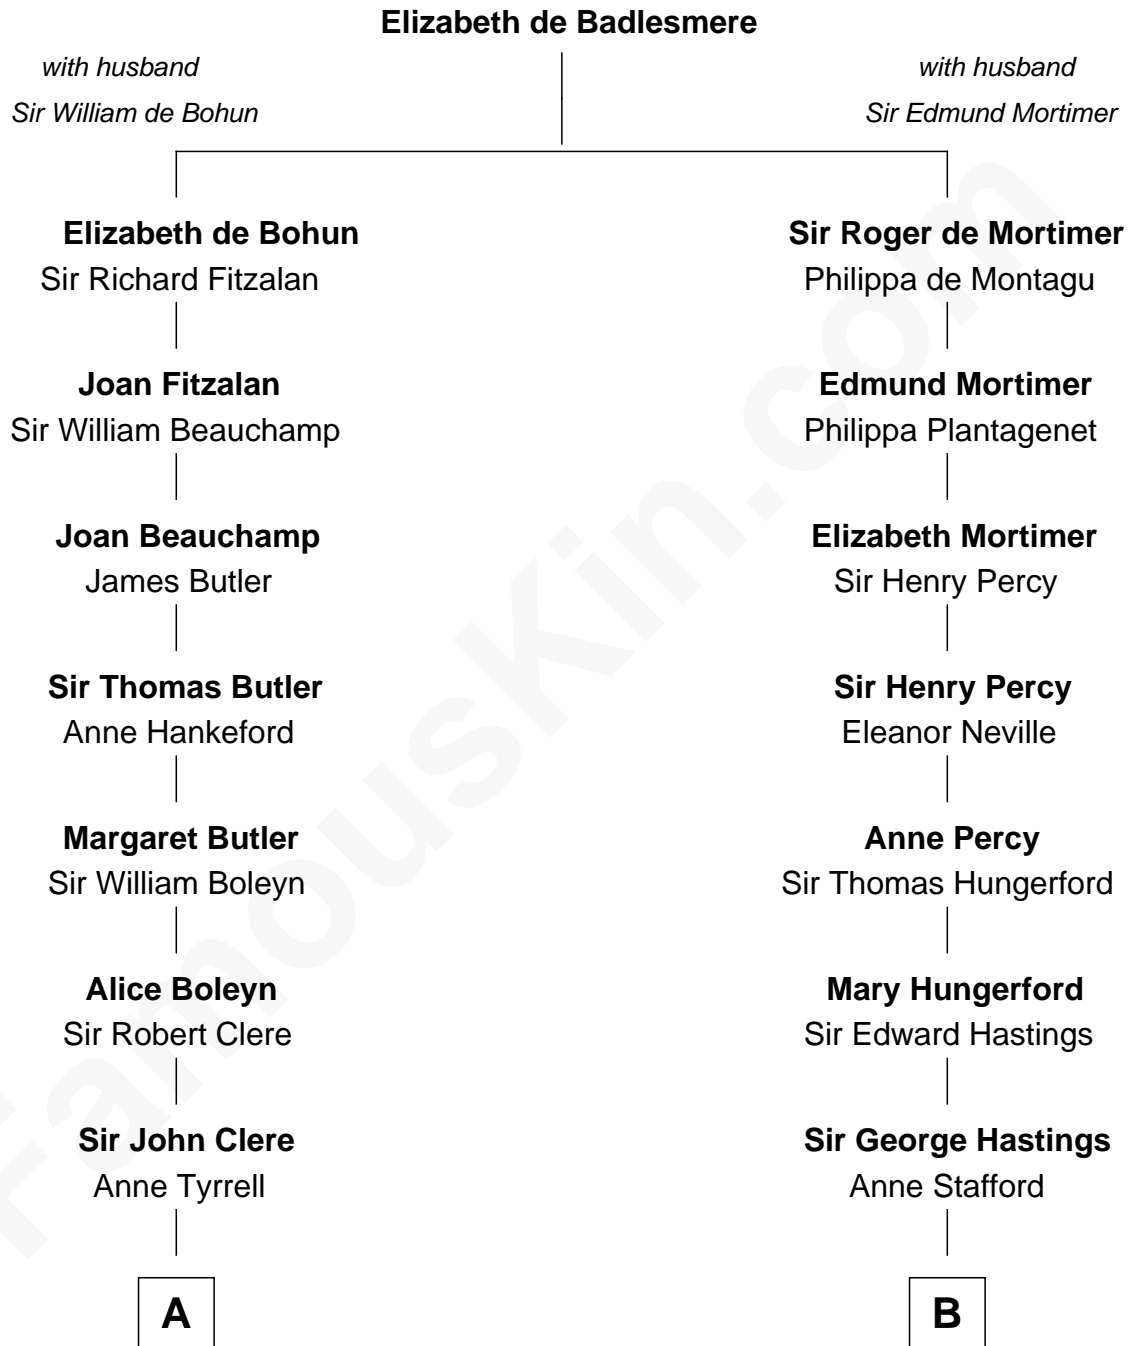 Elizabeth de Badlesmere
with husband
Sir William de Bohun
with husband
Sir Edmund Mortimer
Elizabeth de Bohun
Sir Richard Fitzalan
Joan Fitzalan
Sir William Beauchamp
Joan Beauchamp
James Butler
Sir Thomas Butler
Anne Hankeford
Margaret Butler
Sir William Boleyn
Alice Boleyn
Sir Robert Clere
Sir John Clere
Anne Tyrrell
A
Sir Roger de Mortimer
Philippa de Montagu
Edmund Mortimer
Philippa Plantagenet
Elizabeth Mortimer
Sir Henry Percy
Sir Henry Percy
Eleanor Neville
Anne Percy
Sir Thomas Hungerford
Mary Hungerford
Sir Edward Hastings
Sir George Hastings
Anne Stafford
B
FamousKin.com